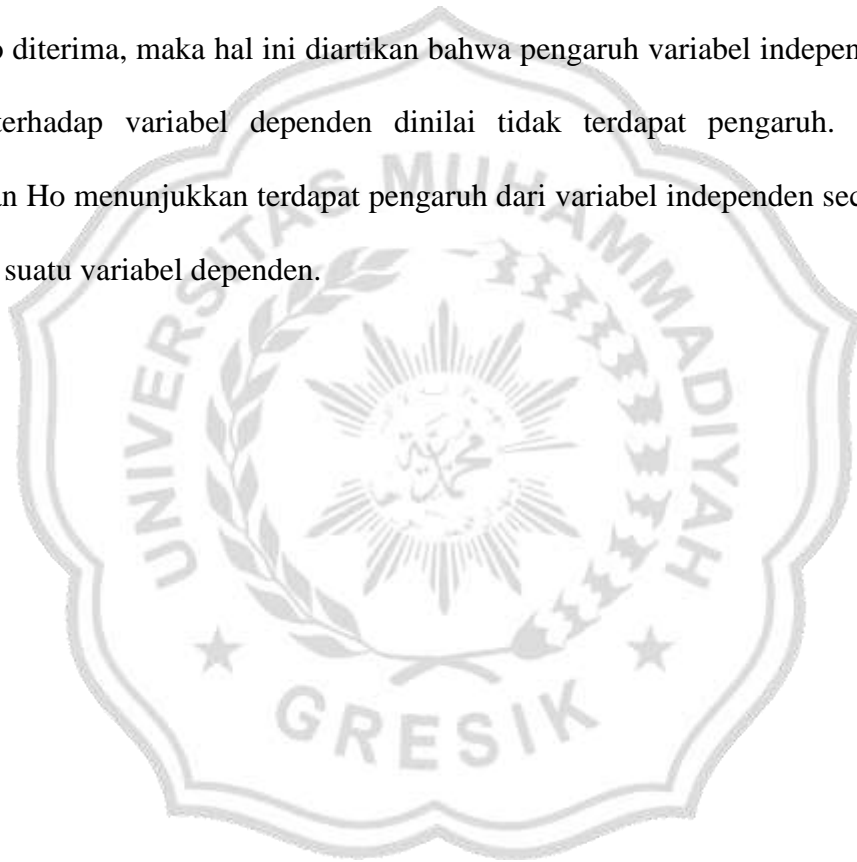 o diterima, maka hal ini diartikan bahwa pengaruh variabel indepen
terhadap variabel dependen dinilai tidak terdapat pengaruh.
an Ho menunjukkan terdapat pengaruh dari variabel independen sec
suatu variabel dependen.
UNIVERSITAS MUHAMMADIYAH
GRESIK